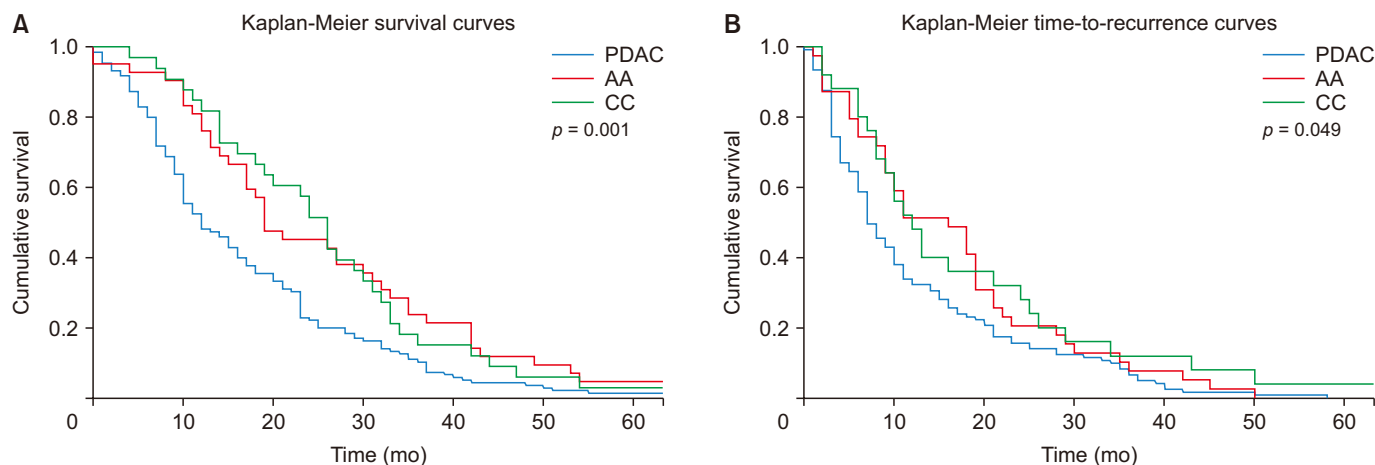 A
Kaplan-Meier survival curves
1.0
0.8
0.6
0.4
0.2
0
10
20
30
40
50
60
Cumulative survival
Time (mo)
PDAC
AA
CC
p = 0.001
B
Kaplan-Meier time-to-recurrence curves
1.0
0.8
0.6
0.4
0.2
0
10
20
30
40
50
60
Cumulative survival
Time (mo)
PDAC
AA
CC
p = 0.049